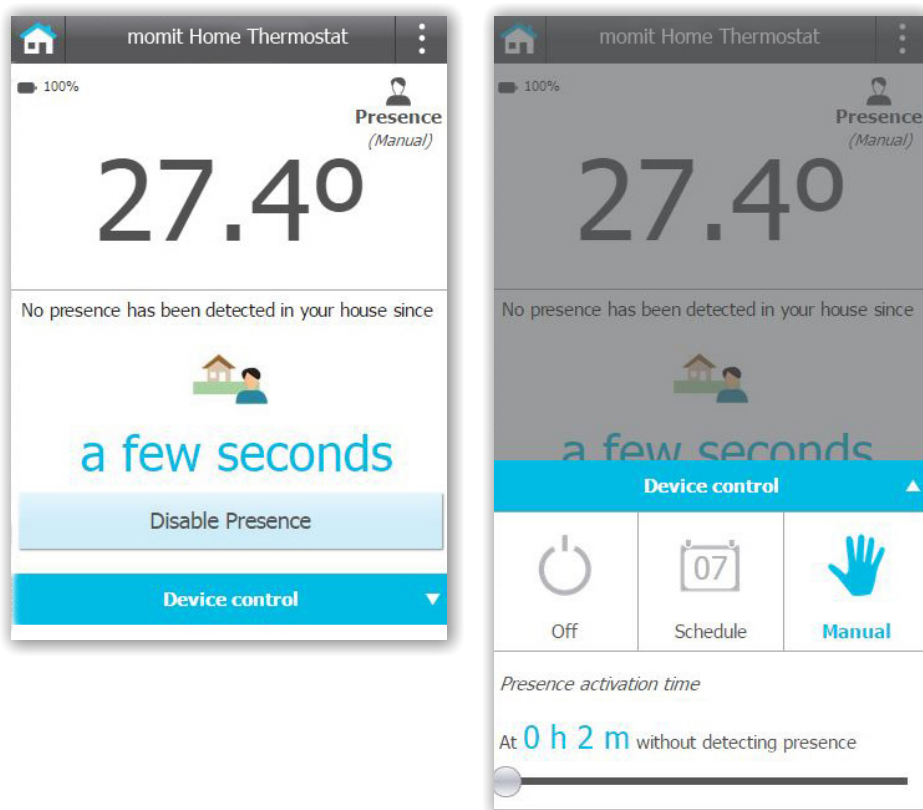 momit Home Thermostat
100%
Presence
(Manual)
27.4º
No presence has been detected in your house since
a few seconds
Disable Presence
Device control
momit Home Thermostat
100%
Presence
(Manual)
27.4º
No presence has been detected in your house since
a few seconds
Device control
07
Off
Schedule
Manual
Presence activation time
At 0 h 2 m without detecting presence